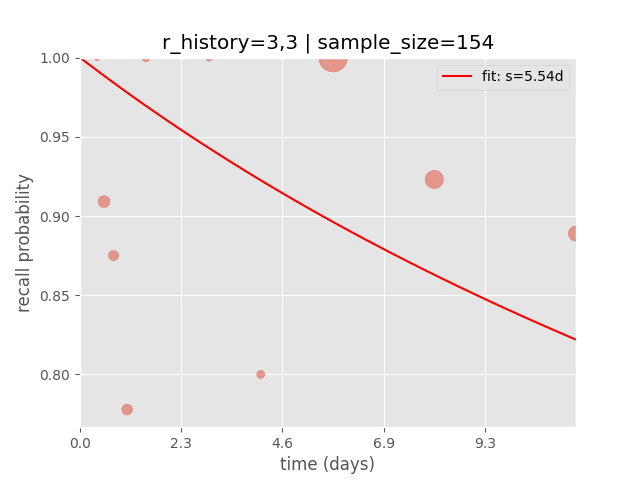 r_history=3,3 | sample_size=154
fit: s=5.54d
1.00
0.95
0.90
0.85
0.80
recall probability
0.0
2.3
4.6
6.9
9.3
time (days)